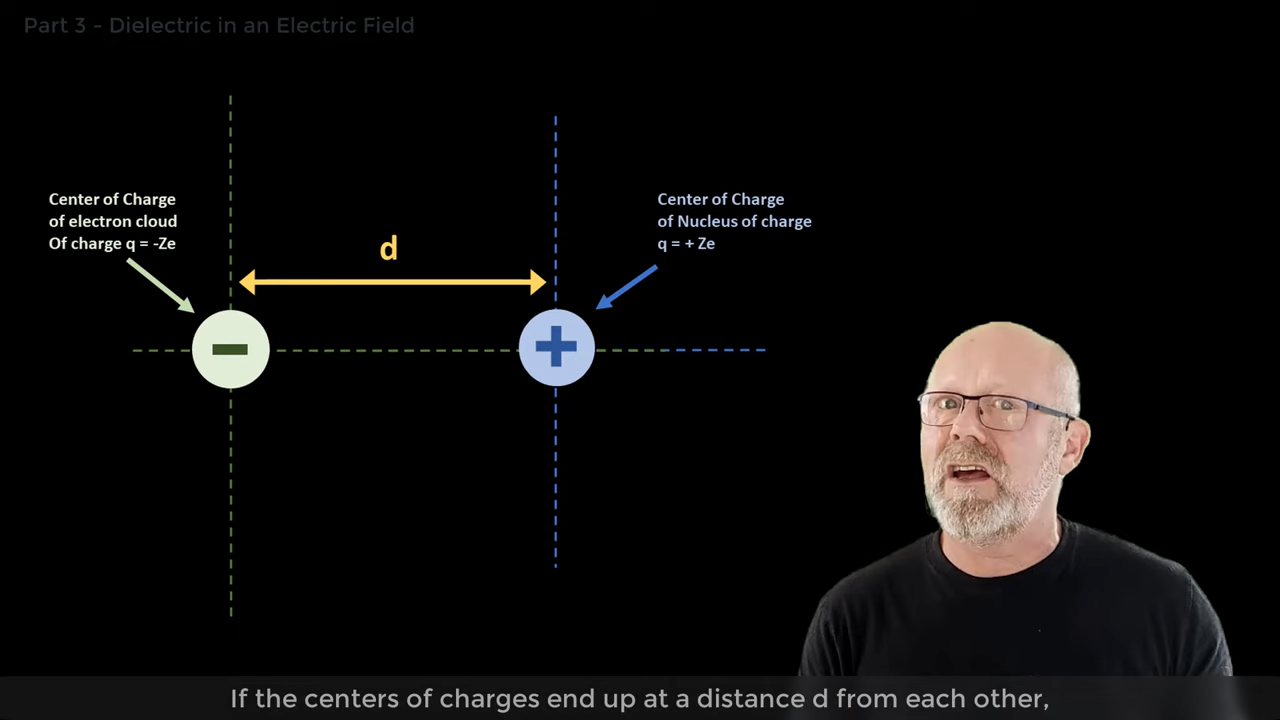 Part 3 - Dielectric in an Electric Field
Center of Charge
of electron cloud
Of charge q = -Ze
d
Center of Charge
of Nucleus of charge
q = + Ze
− +
If the centers of charges end up at a distance d from each other,